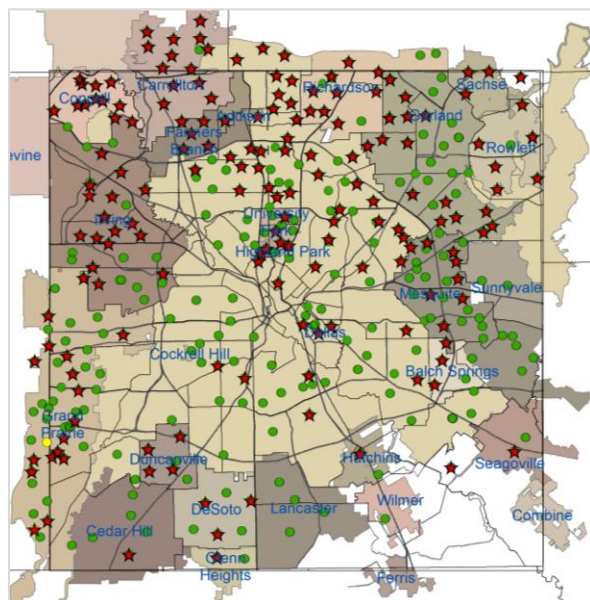 Coppell
Carrollton
Addison
Richardson
Sachse
Farmers
Branch
Garland
Rowlett
evine
Irving
University
Park
Highland Park
Mesquite
Sunnyvale
Dallas
Cockrell Hill
Balch Springs
Grand
Prairie
Duncanville
Hutchins
Seagoville
DeSoto
Lancaster
Wilmer
Combine
Cedar Hill
Glenn
Heights
Ferris